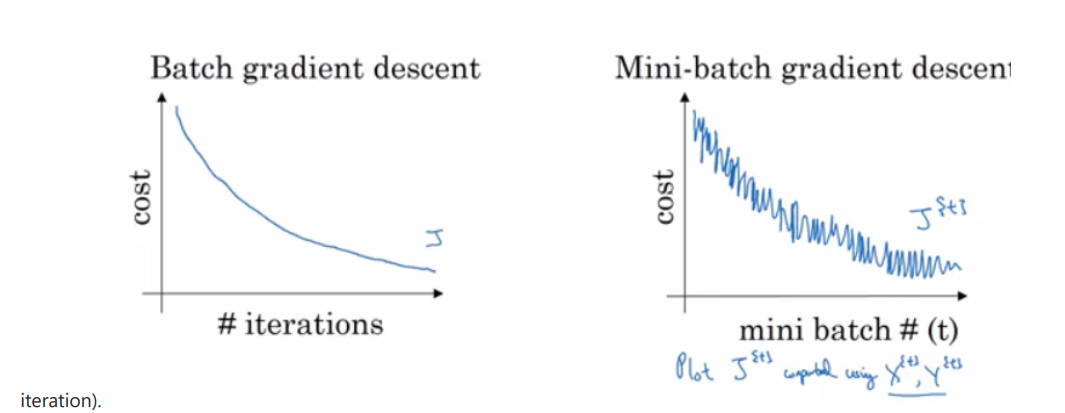 Batch gradient descent
cost
J
# iterations
Mini-batch gradient descent
cost
J{t}
mini batch # (t)
Plot J{t} computed using X{t}, Y{t}
iteration).